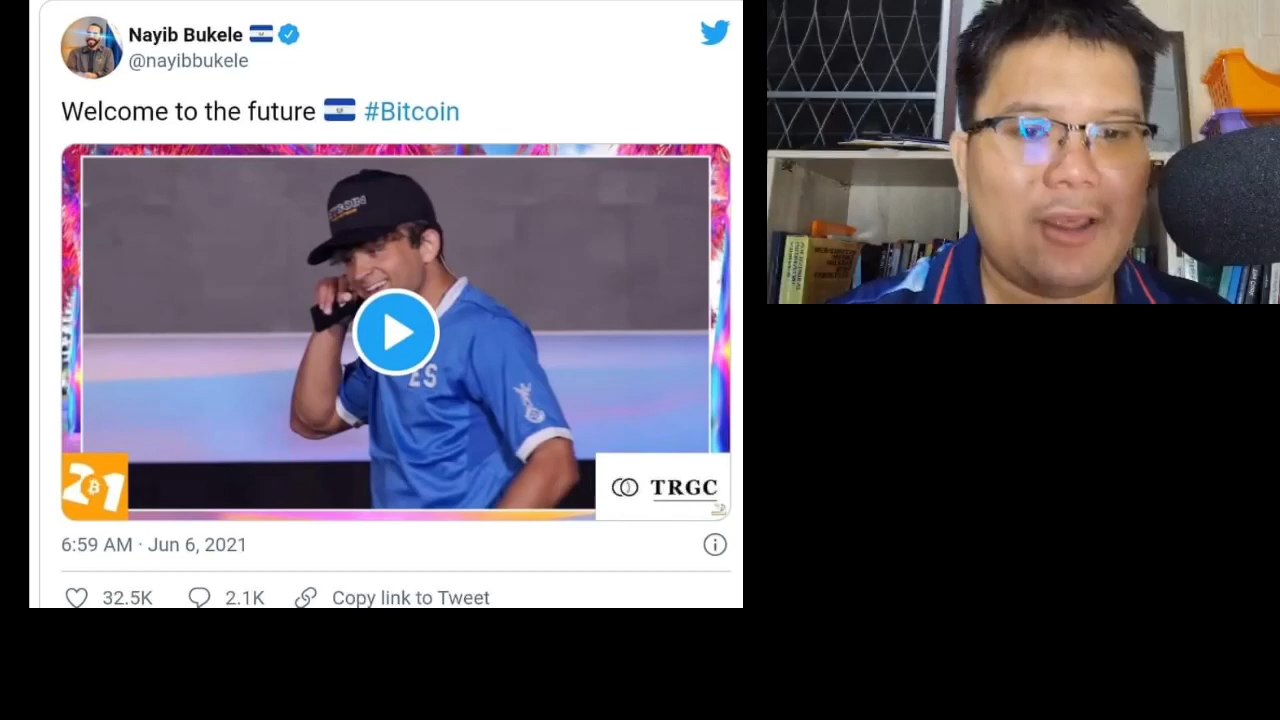 Nayib Bukele
@nayibbukele
Welcome to the future #Bitcoin
ES
TRGC
6:59 AM · Jun 6, 2021
32.5K 2.1K Copy link to Tweet